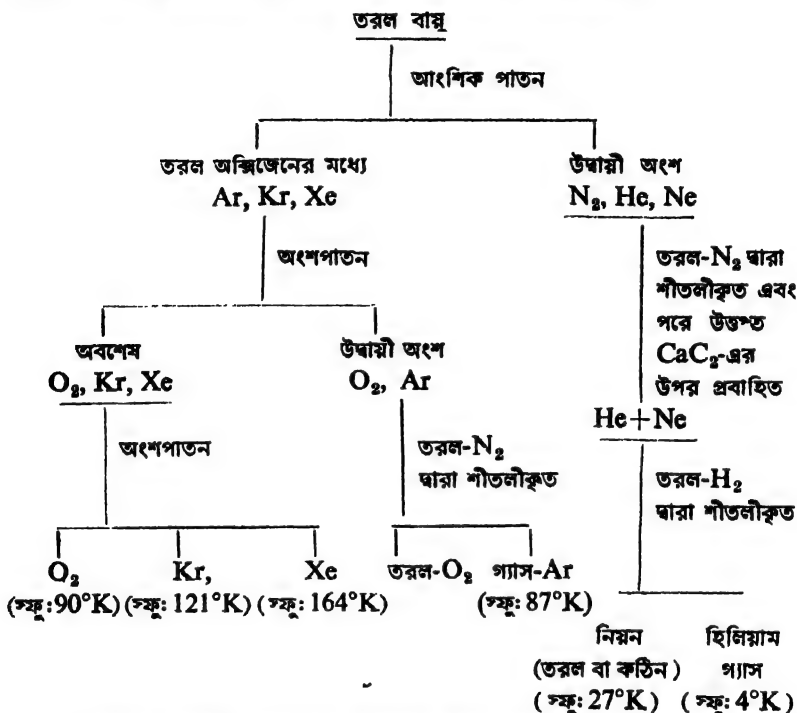 তরল বায়ু
আংশিক পাতন
তরল অক্সিজেনের মধ্যে
Ar, Kr, Xe
উদ্বায়ী অংশ
N₂, He, Ne
অংশপাতন
তরল-N₂ দ্বারা
শীতলীকৃত এবং
পরে উত্তপ্ত
CaC₂-এর
উপর প্রবাহিত
অবশেষ
O₂, Kr, Xe
উদ্বায়ী অংশ
O₂, Ar
He+Ne
অংশপাতন
তরল-N₂
দ্বারা শীতলীকৃত
তরল-H₂
দ্বারা শীতলীকৃত
O₂ Kr, Xe তরল-O₂ গ্যাস-Ar
(স্ফু: 90°K) (স্ফু: 121°K) (স্ফু: 164°K) (স্ফু: 87°K)
নিয়ন হিলিয়াম
(তরল বা কঠিন) গ্যাস
(স্ফু: 27°K) (স্ফু: 4°K)